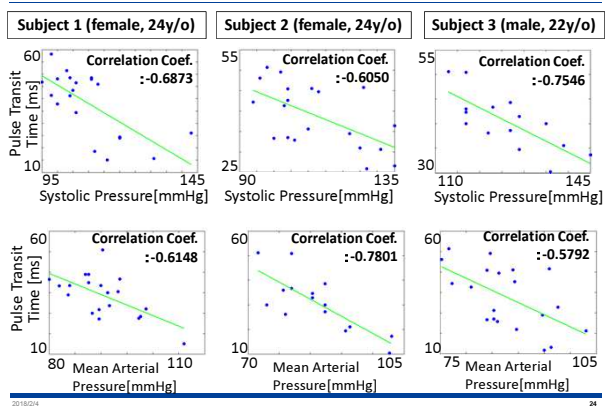 Subject 1 (female, 24y/o)
Subject 2 (female, 24y/o)
Subject 3 (male, 22y/o)
60
Correlation Coef.
:-0.6873
Pulse Transit
Time [ms]
10
95
145
Systolic Pressure[mmHg]
55
Correlation Coef.
:-0.6050
25
90
135
Systolic Pressure[mmHg]
55
Correlation Coef.
:-0.7546
30
110
145
Systolic Pressure[mmHg]
60
Correlation Coef.
:-0.6148
Pulse Transit
Time [ms]
10
80
110
Mean Arterial
Pressure[mmHg]
60
Correlation Coef.
:-0.7801
10
73
105
Mean Arterial
Pressure[mmHg]
60
Correlation Coef.
:-0.5792
10
75
105
Mean Arterial
Pressure[mmHg]
2018/2/4
24